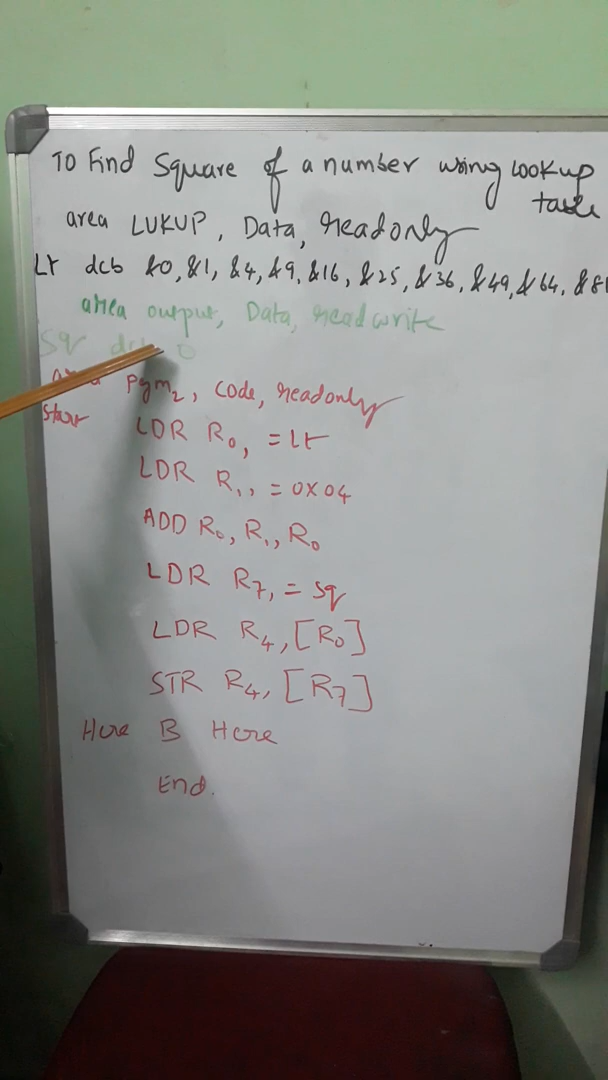 TO Find Square of a number using Lookup
table
area LUKUP, Data, readonly
Lt dcb &0, &1, &4, &9, &16, &25, &36, &49, &64, &81
area output, Data, readwrite
Sq dcb 0
area Pgm2, Code, readonly
Start
LDR R0, = Lt
LDR R1, = 0X04
ADD R0, R1, R0
LDR R7, = Sq
LDR R4, [R0]
STR R4, [R7]
Here B Here
End.